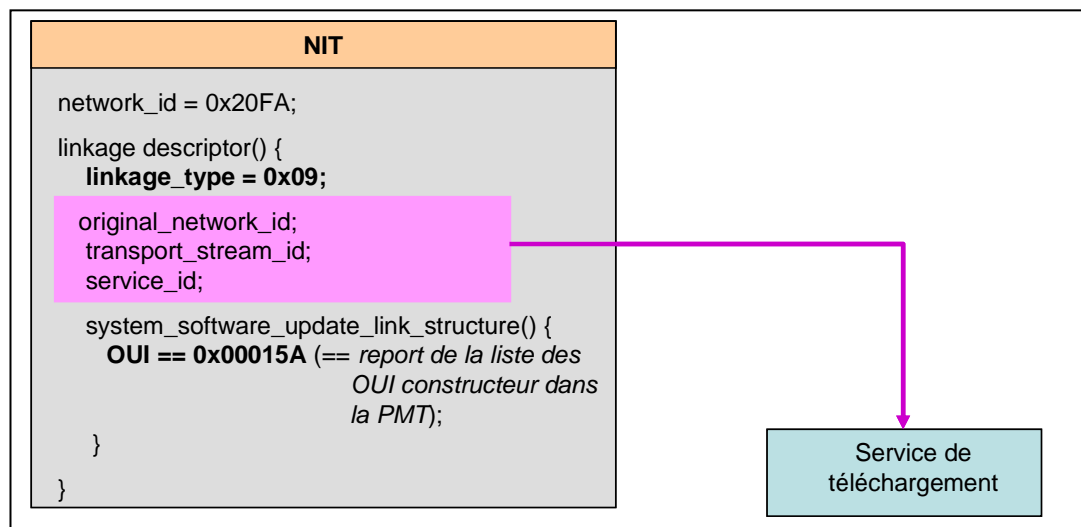 NIT
network_id = 0x20FA;
linkage descriptor() {
linkage_type = 0x09;
original_network_id;
transport_stream_id;
service_id;
system_software_update_link_structure() {
OUI == 0x00015A (== report de la liste des
OUI constructeur dans
la PMT);
}
}
Service de
téléchargement